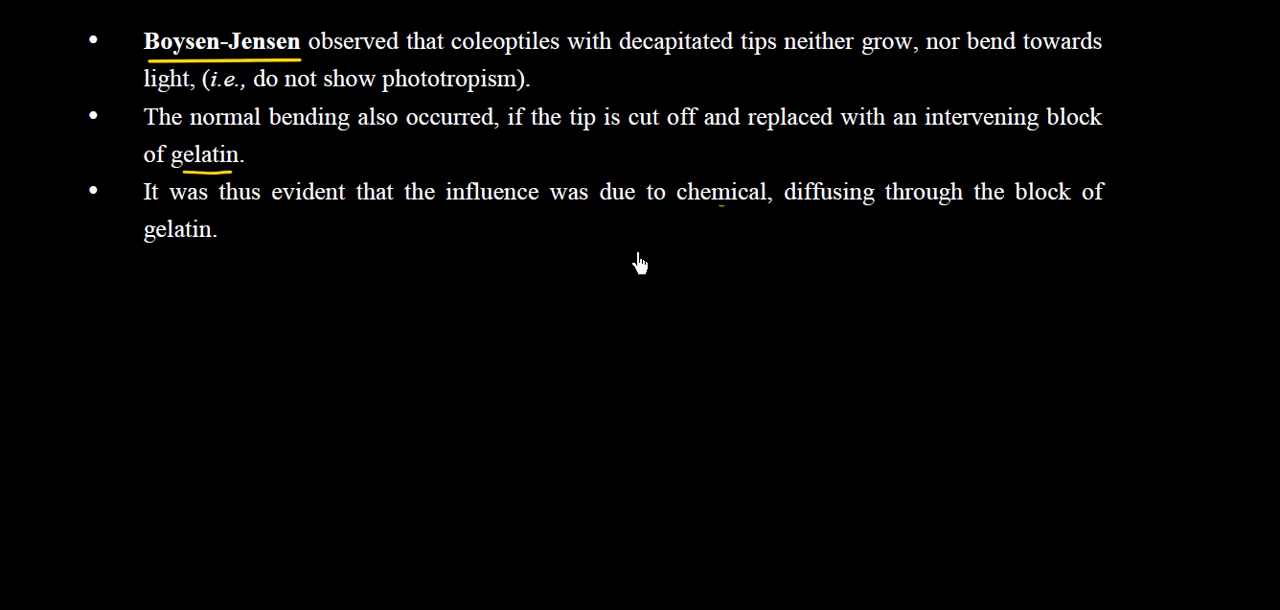 • Boysen-Jensen observed that coleoptiles with decapitated tips neither grow, nor bend towards
light, (i.e., do not show phototropism).
• The normal bending also occurred, if the tip is cut off and replaced with an intervening block
of gelatin.
• It was thus evident that the influence was due to chemical, diffusing through the block of
gelatin.